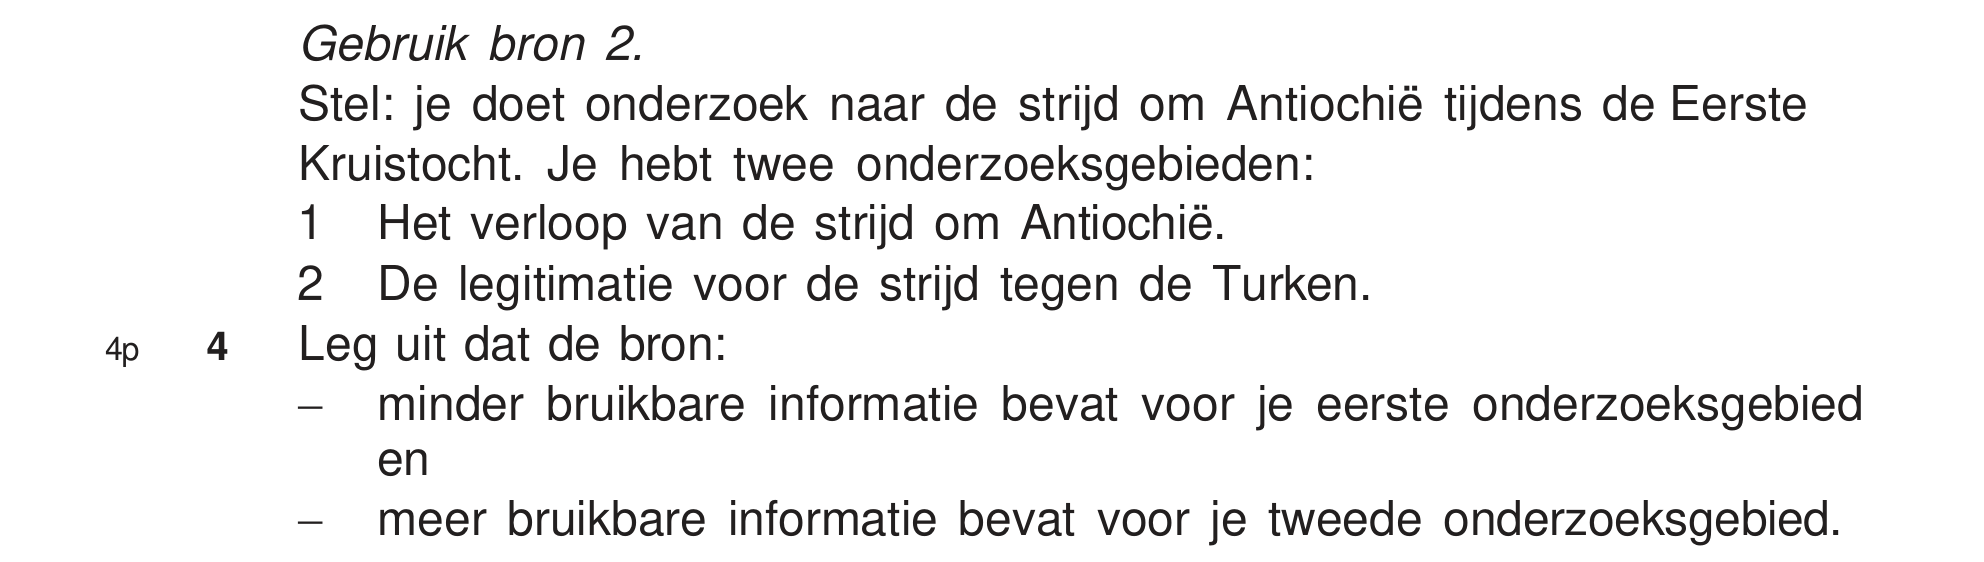 Gebruik bron 2.
Stel: je doet onderzoek naar de strijd om Antiochië tijdens de Eerste
Kruistocht. Je hebt twee onderzoeksgebieden:
1 Het verloop van de strijd om Antiochië.
2 De legitimatie voor de strijd tegen de Turken.
4p 4 Leg uit dat de bron:
– minder bruikbare informatie bevat voor je eerste onderzoeksgebied
en
– meer bruikbare informatie bevat voor je tweede onderzoeksgebied.